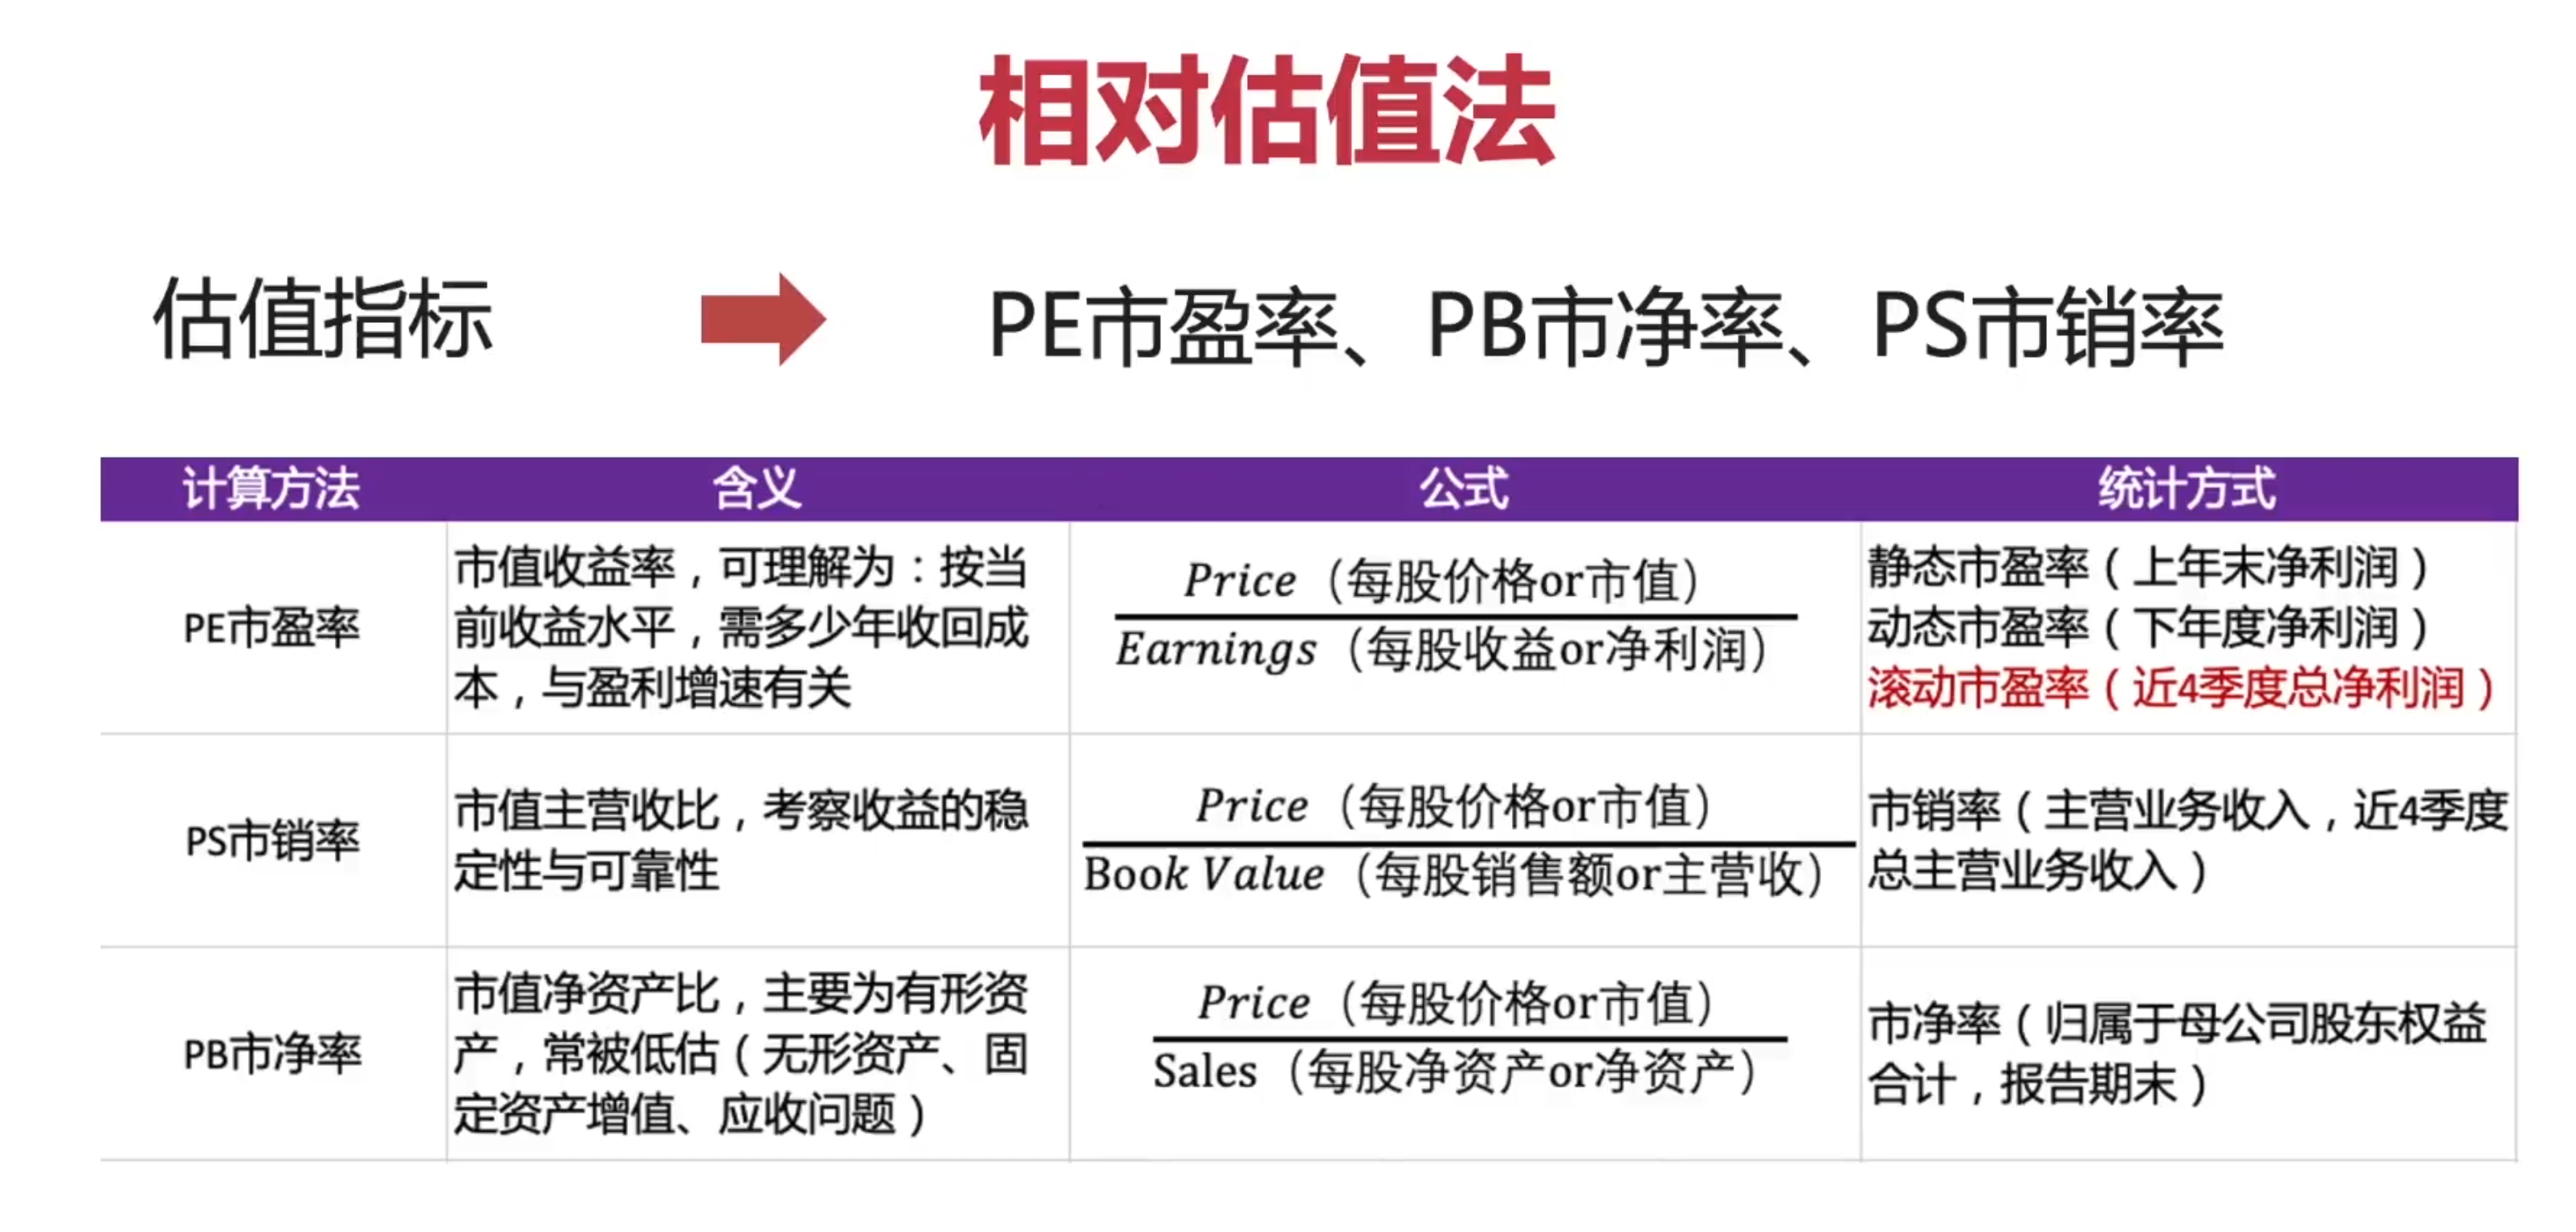 相对估值法
估值指标
PE市盈率、PB市净率、PS市销率
计算方法 含义 公式 统计方式
PE市盈率
市值收益率，可理解为：按当
前收益水平，需多少年收回成
本，与盈利增速有关
Price（每股价格or市值）
Earnings（每股收益or净利润）
静态市盈率（上年末净利润）
动态市盈率（下年度净利润）
滚动市盈率（近4季度总净利润）
PS市销率
市值主营收比，考察收益的稳
定性与可靠性
Price（每股价格or市值）
Book Value（每股销售额or主营收）
市销率（主营业务收入，近4季度
总主营业务收入）
PB市净率
市值净资产比，主要为有形资
产，常被低估（无形资产、固
定资产增值、应收问题）
Price（每股价格or市值）
Sales（每股净资产or净资产）
市净率（归属于母公司股东权益
合计，报告期末）